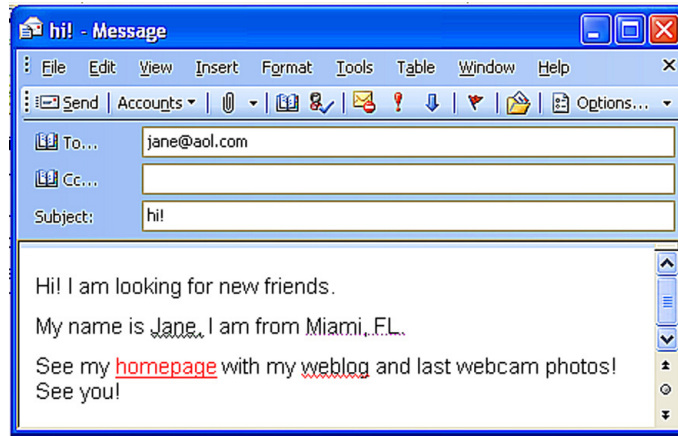 hi! - Message
File Edit View Insert Format Tools Table Window Help
Send Accounts Options...
To... jane@aol.com
Cc...
Subject: hi!
Hi! I am looking for new friends.
My name is Jane, I am from Miami, FL.
See my homepage with my weblog and last webcam photos!
See you!